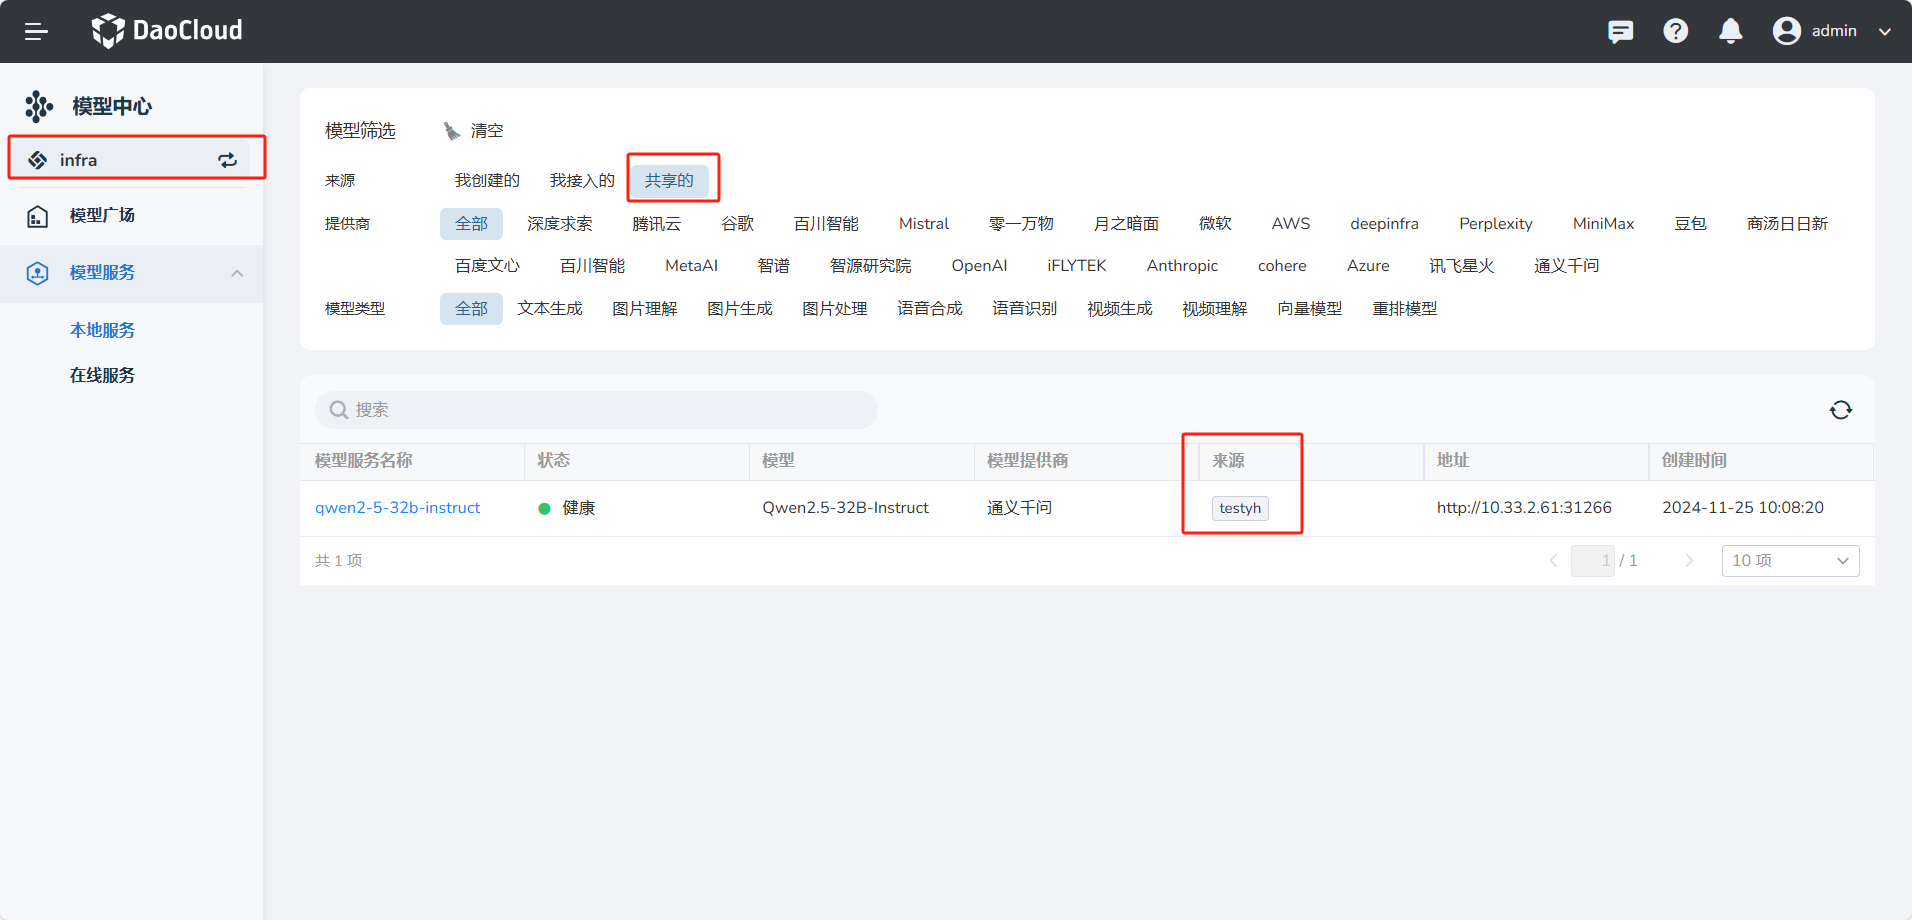 DaoCloud
admin
模型中心
infra
模型广场
模型服务
本地服务
在线服务
模型筛选 清空
来源 我创建的 我接入的 共享的
提供商 全部 深度求索 腾讯云 谷歌 百川智能 Mistral 零一万物 月之暗面 微软 AWS deepinfra Perplexity MiniMax 豆包 商汤日日新
百度文心 百川智能 MetaAI 智谱 智源研究院 OpenAI iFLYTEK Anthropic cohere Azure 讯飞星火 通义千问
模型类型 全部 文本生成 图片理解 图片生成 图片处理 语音合成 语音识别 视频生成 视频理解 向量模型 重排模型
搜索
模型服务名称 状态 模型 模型提供商 来源 地址 创建时间
qwen2-5-32b-instruct 健康 Qwen2.5-32B-Instruct 通义千问 testyh http://10.33.2.61:31266 2024-11-25 10:08:20
共 1 项 1 / 1 10 项